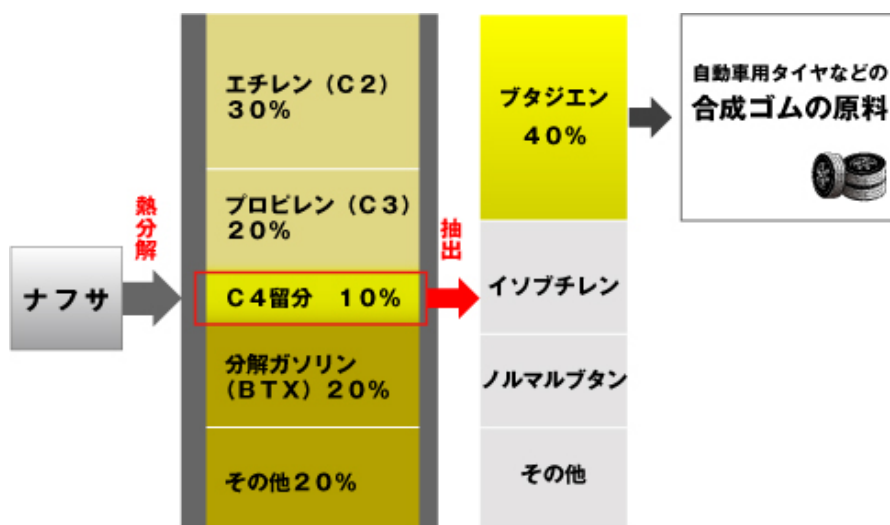 ナフサ
熱分解
エチレン（C2）
30%
プロピレン（C3）
20%
C4留分　10%
分解ガソリン
（BTX）20%
その他20%
抽出
ブタジエン
40%
イソブチレン
ノルマルブタン
その他
自動車用タイヤなどの
合成ゴムの原料